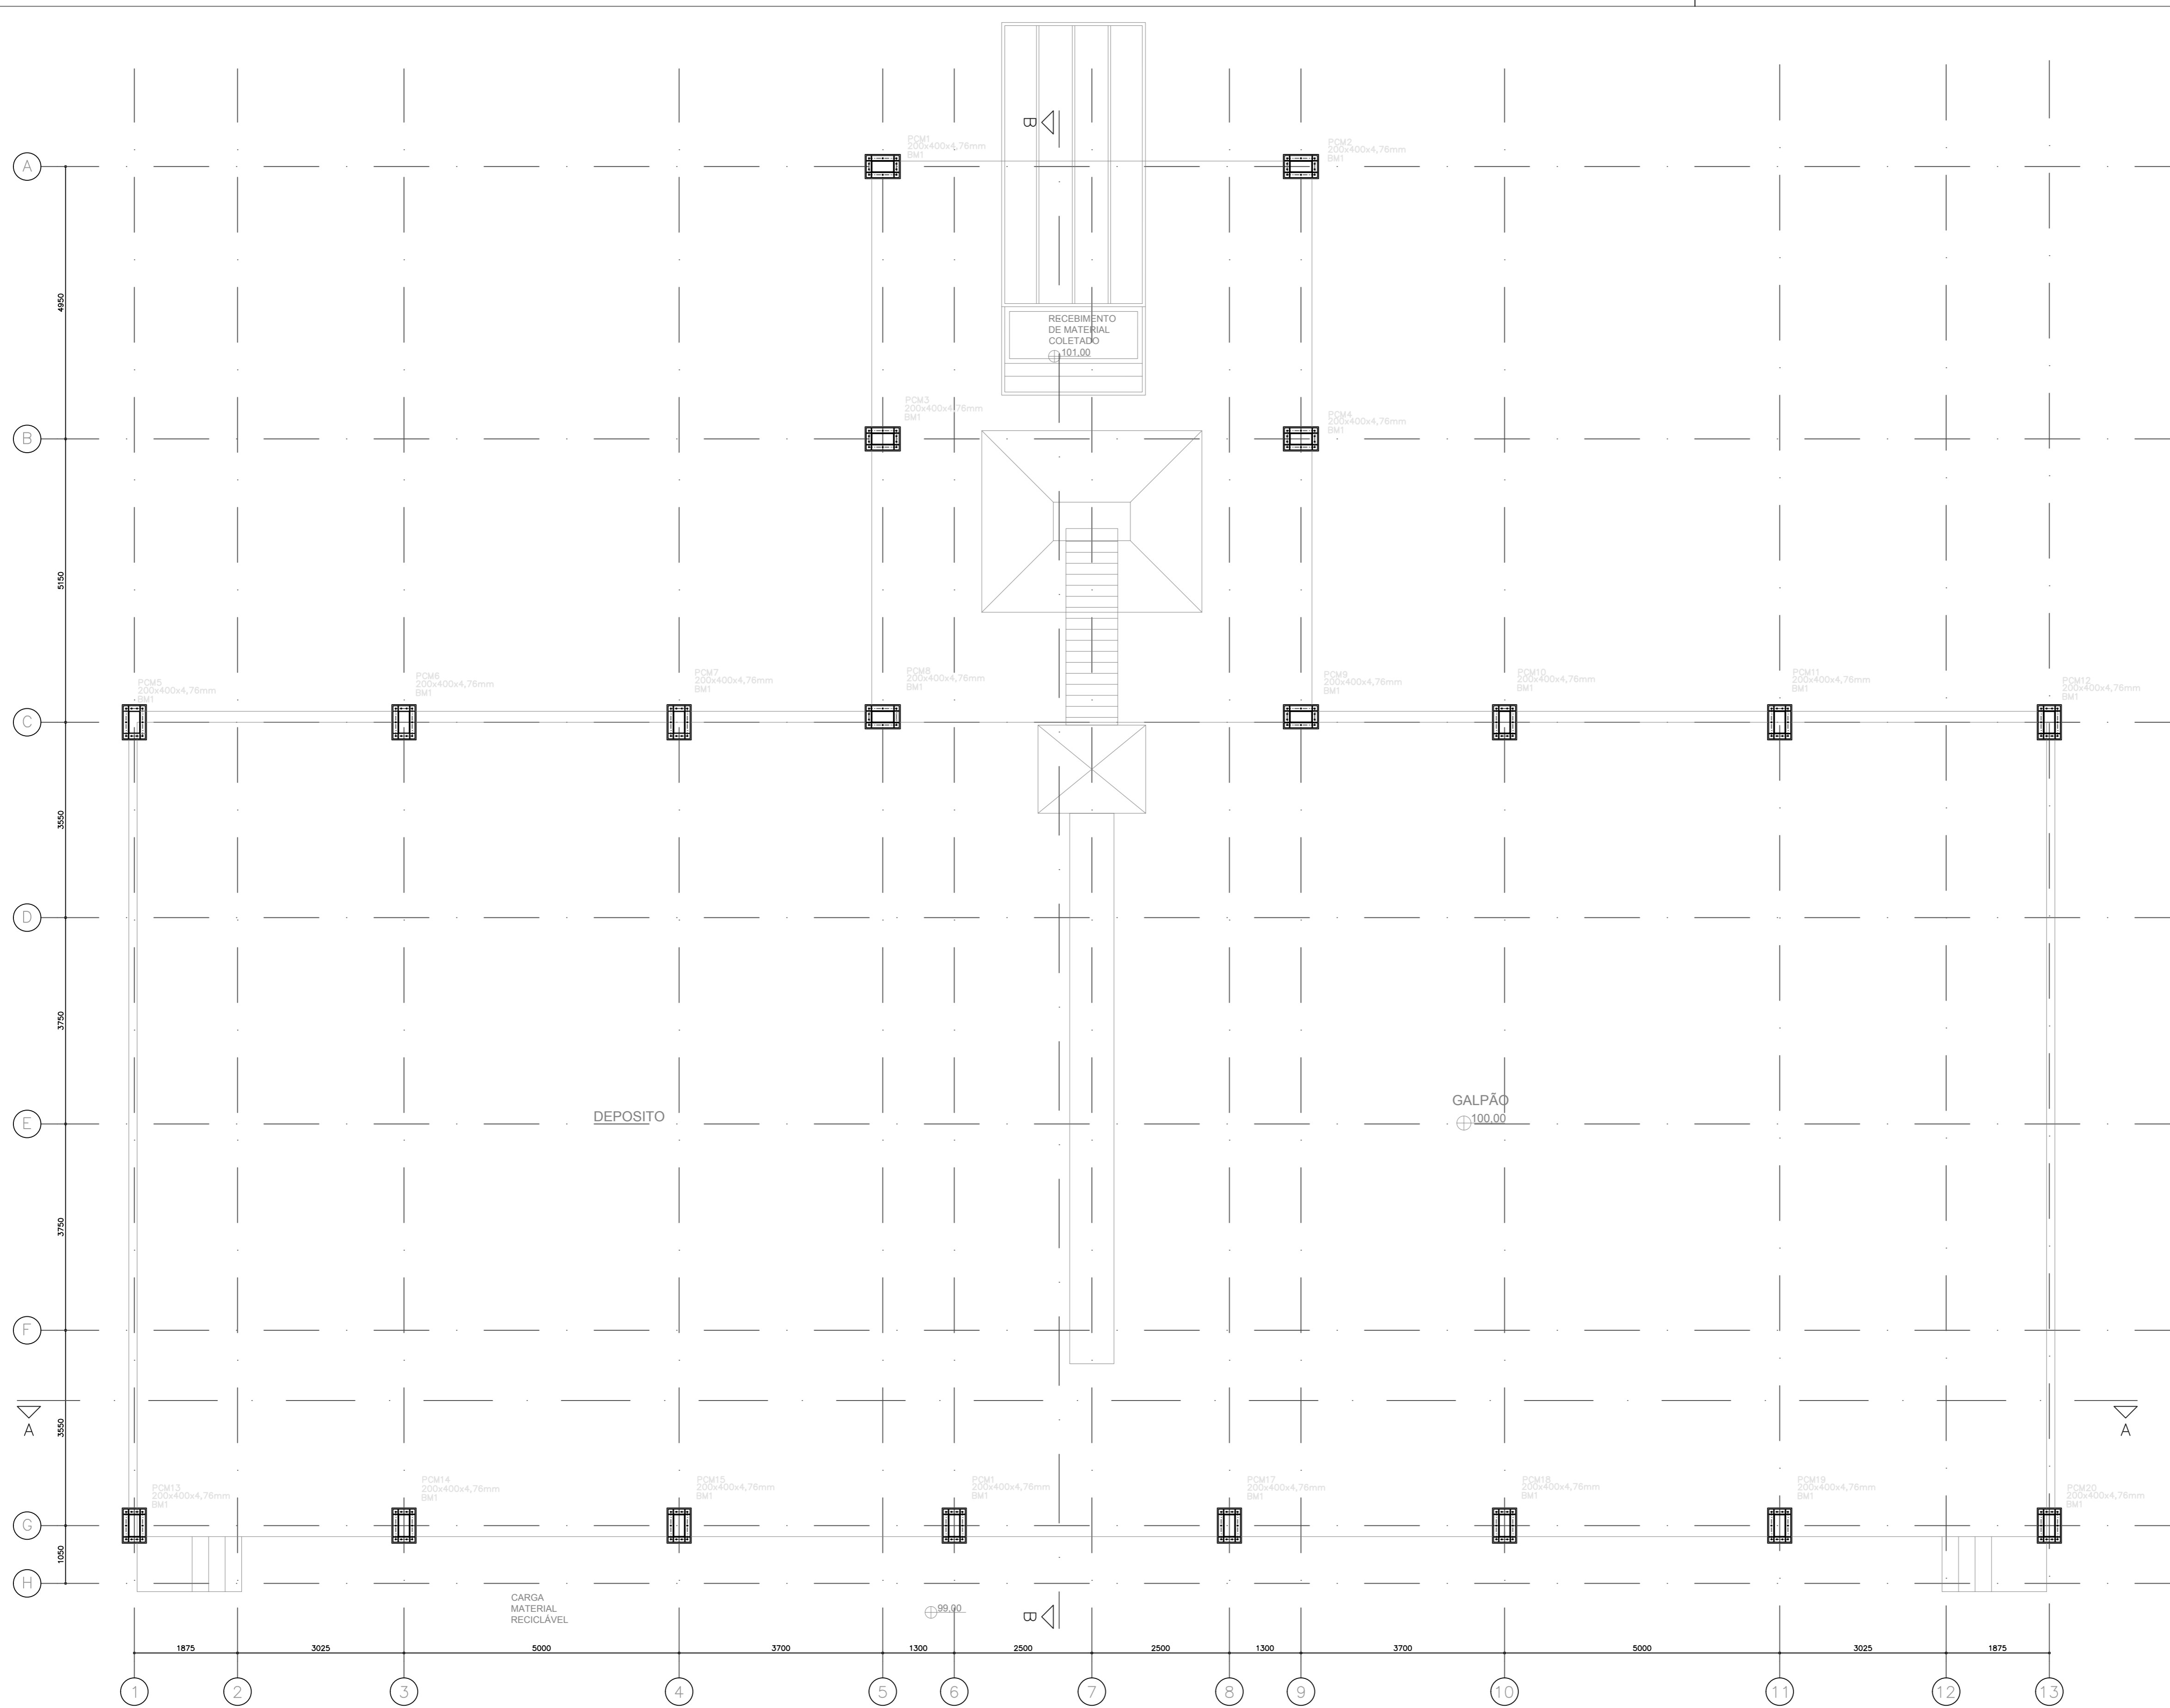 B
PCM1
200x400x4,76mm
BM1
PCM2
200x400x4,76mm
BM1
A
4950
RECEBIMENTO
DE MATERIAL
COLETADO
101.00
PCM3
200x400x4,76mm
BM1
PCM4
200x400x4,76mm
BM1
B
5150
PCM5
200x400x4,76mm
BM1
PCM6
200x400x4,76mm
BM1
PCM7
200x400x4,76mm
BM1
PCM8
200x400x4,76mm
BM1
PCM9
200x400x4,76mm
BM1
PCM10
200x400x4,76mm
BM1
PCM11
200x400x4,76mm
BM1
PCM12
200x400x4,76mm
BM1
C
3550
D
3750
DEPOSITO
GALPÃO
100.00
E
3750
F
A
3550
A
PCM13
200x400x4,76mm
BM1
PCM14
200x400x4,76mm
BM1
PCM15
200x400x4,76mm
BM1
PCM1
200x400x4,76mm
BM1
PCM17
200x400x4,76mm
BM1
PCM18
200x400x4,76mm
BM1
PCM19
200x400x4,76mm
BM1
PCM20
200x400x4,76mm
BM1
G
1050
H
CARGA
MATERIAL
RECICLÁVEL
99.00
B
1875 3025 5000 3700 1300 2500 2500 1300 3700 5000 3025 1875
1 2 3 4 5 6 7 8 9 10 11 12 13